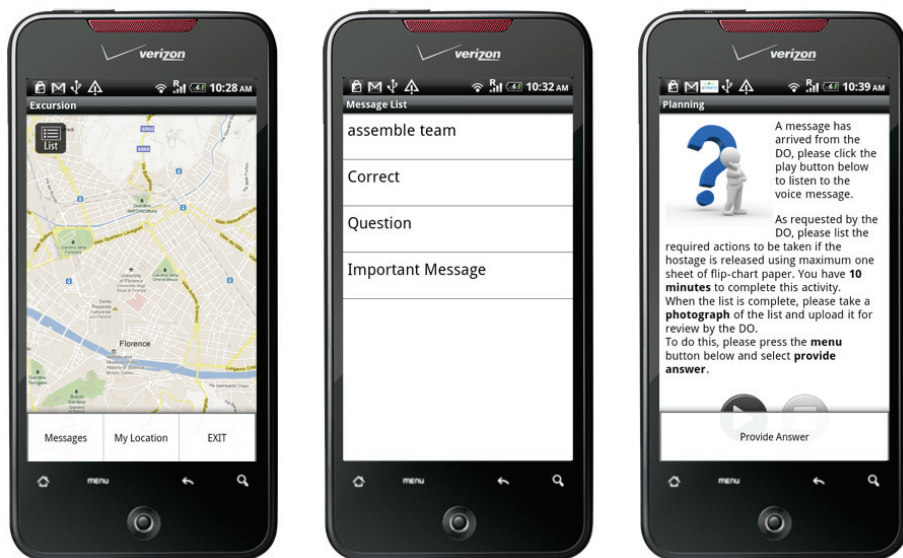 verizon
R
10:28 AM
Excursion
List
Giardino
dell'Orticoltura
University
of Florence
Florence
Messages
My Location
EXIT
menu
verizon
R
10:32 AM
Message List
assemble team
Correct
Question
Important Message
menu
verizon
R
10:39 AM
Planning
A message has
arrived from the
DO, please click the
play button below
to listen to the
voice message.
As requested by the
DO, please list the
required actions to be taken if the
hostage is released using maximum one
sheet of flip-chart paper. You have 10
minutes to complete this activity.
When the list is complete, please take a
photograph of the list and upload it for
review by the DO.
To do this, please press the menu
button below and select provide
answer.
Provide Answer
menu